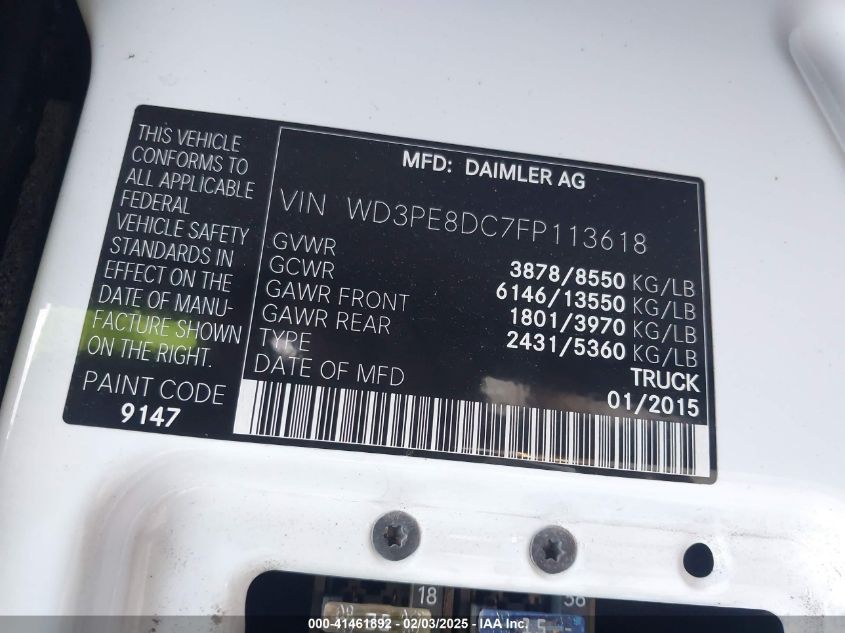 THIS VEHICLE
CONFORMS TO
ALL APPLICABLE
FEDERAL
VEHICLE SAFETY
STANDARDS IN
EFFECT ON THE
DATE OF MANU-
FACTURE SHOWN
ON THE RIGHT.
PAINT CODE
9147
MFD: DAIMLER AG
VIN WD3PE8DC7FP113618
GVWR 3878/8550 KG/LB
GCWR 6146/13550 KG/LB
GAWR FRONT 1801/3970 KG/LB
GAWR REAR 2431/5360 KG/LB
TYPE TRUCK
DATE OF MFD 01/2015
18
000-41461892 - 02/03/2025 - IAA Inc.